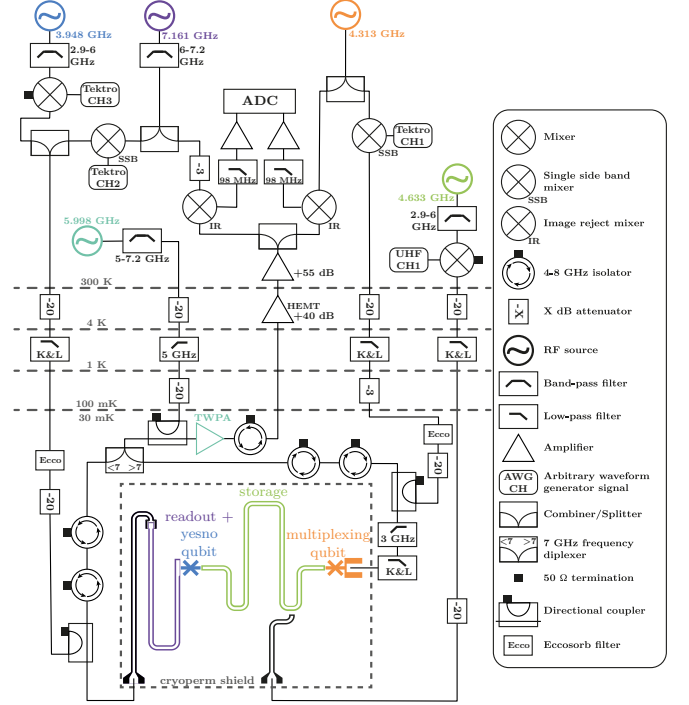 3.948 GHz
7.161 GHz
4.313 GHz
2.9-6
GHz
6-7.2
GHz
Tektro
CH3
ADC
Tektro
CH1
SSB
SSB
Tektro
CH2
-3
98 MHz
98 MHz
4.633 GHz
2.9-6
GHz
IR
IR
5.998 GHz
5-7.2 GHz
UHF
CH1
+55 dB
300 K
-20
-20
HEMT
+40 dB
-20
-20
4 K
K&L
5 GHz
K&L
K&L
1 K
-20
-3
100 mK
30 mK
TWPA
Ecco
<7 >7
Ecco
-20
-20
storage
readout +
yesno
qubit
multiplexing
qubit
3 GHz
K&L
-20
cryoperm shield
Mixer
Single side band
mixer
SSB
Image reject mixer
IR
4-8 GHz isolator
-X
X dB attenuator
RF source
Band-pass filter
Low-pass filter
Amplifier
AWG
CH
Arbitrary waveform
generator signal
Combiner/Splitter
<7 >7
7 GHz frequency
diplexer
50 Ω termination
Directional coupler
Ecco
Eccosorb filter